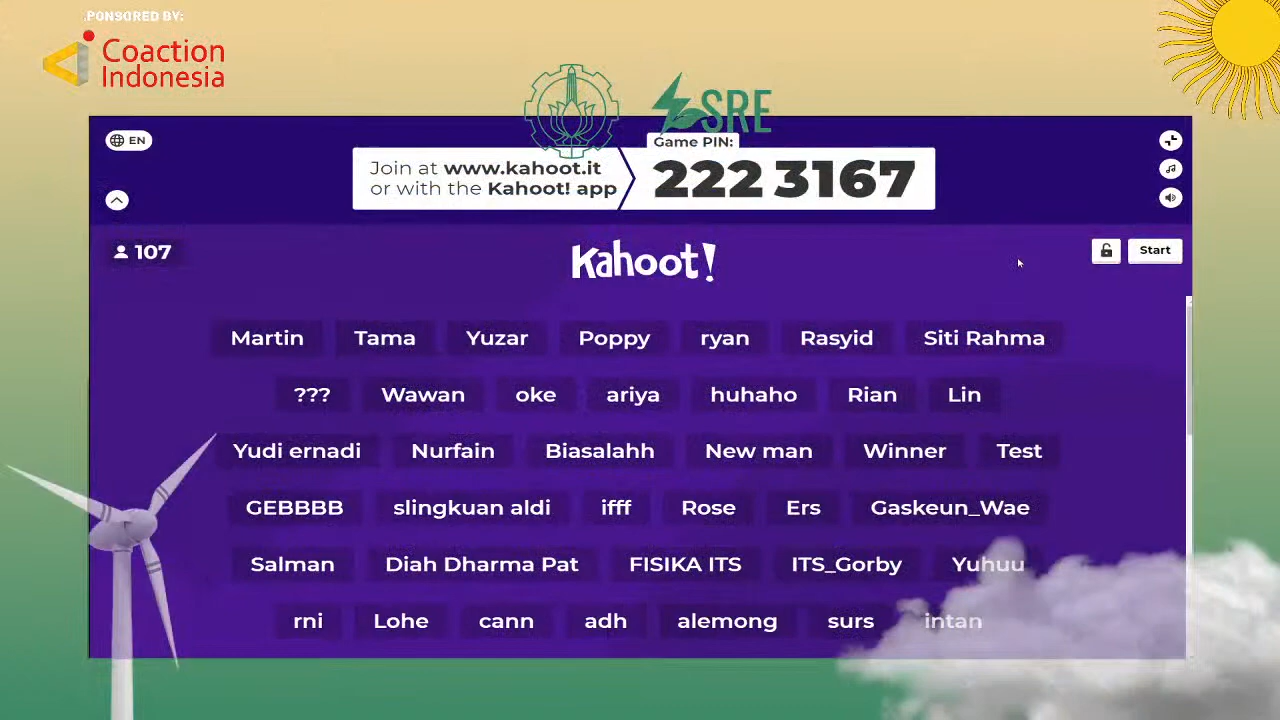 .PONSORED BY:
Coaction
Indonesia
SRE
EN
Join at www.kahoot.it
or with the Kahoot! app
Game PIN:
222 3167
107
Kahoot!
Start
Martin Tama Yuzar Poppy ryan Rasyid Siti Rahma
??? Wawan oke ariya huhaho Rian Lin
Yudi ernadi Nurfain Biasalahh New man Winner Test
GEBBBB slingkuan aldi ifff Rose Ers Gaskeun_Wae
Salman Diah Dharma Pat FISIKA ITS ITS_Gorby Yuhuu
rni Lohe cann adh alemong surs intan